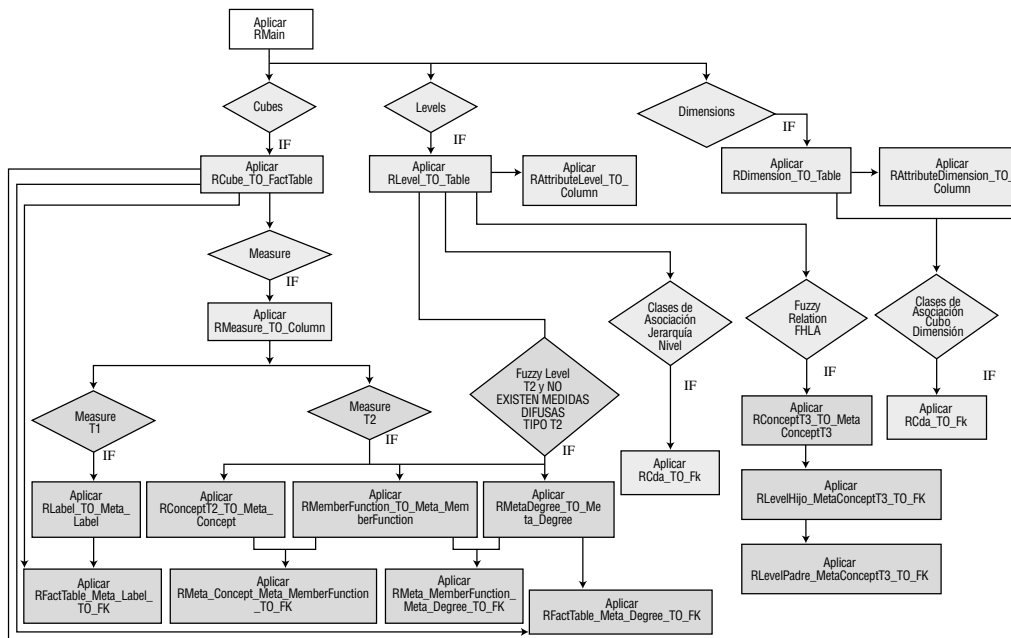 Aplicar
RMain
Cubes
Levels
Dimensions
IF
IF
IF
Aplicar
RCube_TO_FactTable
Aplicar
RLevel_TO_Table
Aplicar
RAttributeLevel_TO_
Column
Aplicar
RDimension_TO_Table
Aplicar
RAttributeDimension_TO_
Column
Measure
IF
Aplicar
RMeasure_TO_Column
Clases de
Asociación
Jerarquía
Nivel
IF
Fuzzy
Relation
FHLA
IF
Clases de
Asociación
Cubo
Dimensión
IF
Measure
T1
IF
Measure
T2
IF
Fuzzy Level
T2 y NO
EXISTEN MEDIDAS
DIFUSAS
TIPO T2
IF
Aplicar
RConceptT3_TO_Meta
ConceptT3
Aplicar
RCda_TO_Fk
Aplicar
RCda_TO_Fk
Aplicar
RLabel_TO_Meta_
Label
Aplicar
RConceptT2_TO_Meta_
Concept
Aplicar
RMemberFunction_TO_Meta_Mem
berFunction
Aplicar
RMetaDegree_TO_Me
ta_Degree
Aplicar
RLevelHijo_MetaConceptT3_TO_FK
Aplicar
RLevelPadre_MetaConceptT3_TO_FK
Aplicar
RFactTable_Meta_Label_
TO_FK
Aplicar
RMeta_Concept_Meta_MemberFunction
_TO_FK
Aplicar
RMeta_MemberFunction_
Meta_Degree_TO_FK
Aplicar
RFactTable_Meta_Degree_TO_FK